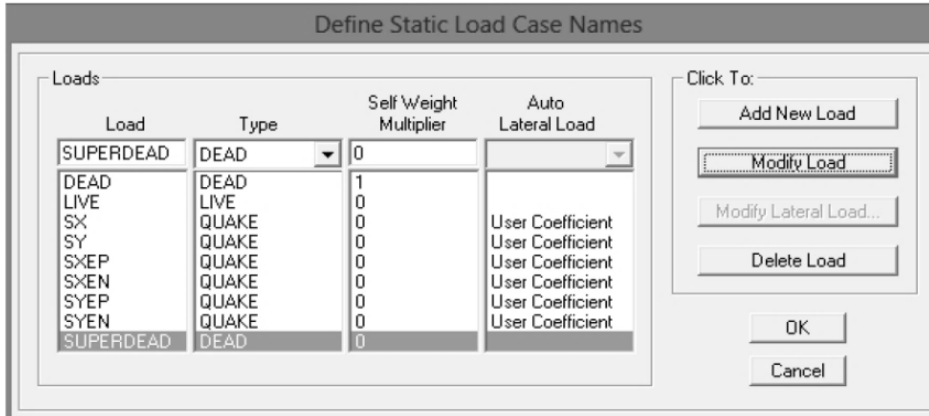 Define Static Load Case Names
Loads
Load Type Self Weight Multiplier Auto Lateral Load
SUPERDEAD DEAD 0
DEAD DEAD 1
LIVE LIVE 0
SX QUAKE 0 User Coefficient
SY QUAKE 0 User Coefficient
SXEP QUAKE 0 User Coefficient
SXEN QUAKE 0 User Coefficient
SYEP QUAKE 0 User Coefficient
SYEN QUAKE 0 User Coefficient
SUPERDEAD DEAD 0
Click To:
Add New Load
Modify Load
Modify Lateral Load...
Delete Load
OK
Cancel